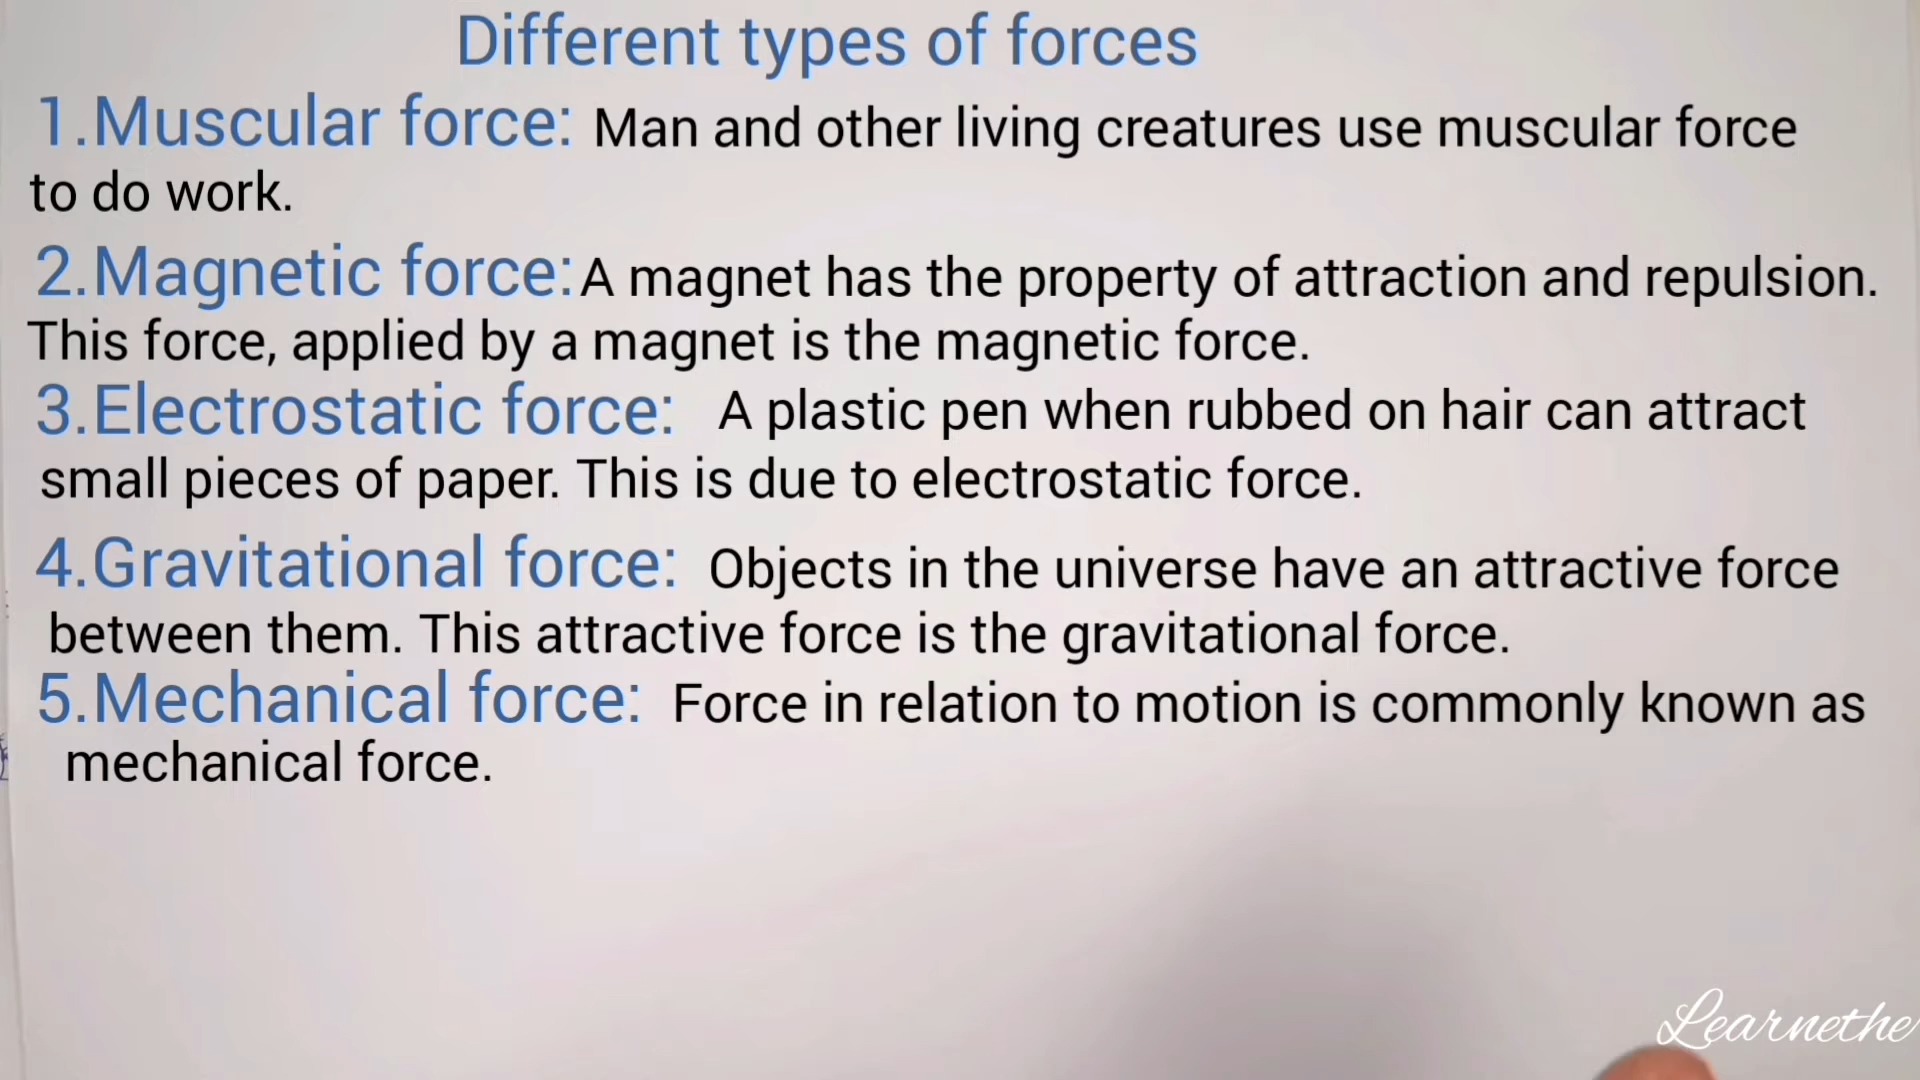 Different types of forces
1.Muscular force: Man and other living creatures use muscular force
to do work.
2.Magnetic force: A magnet has the property of attraction and repulsion.
This force, applied by a magnet is the magnetic force.
3.Electrostatic force: A plastic pen when rubbed on hair can attract
small pieces of paper. This is due to electrostatic force.
4.Gravitational force: Objects in the universe have an attractive force
between them. This attractive force is the gravitational force.
5.Mechanical force: Force in relation to motion is commonly known as
mechanical force.
Learnethe